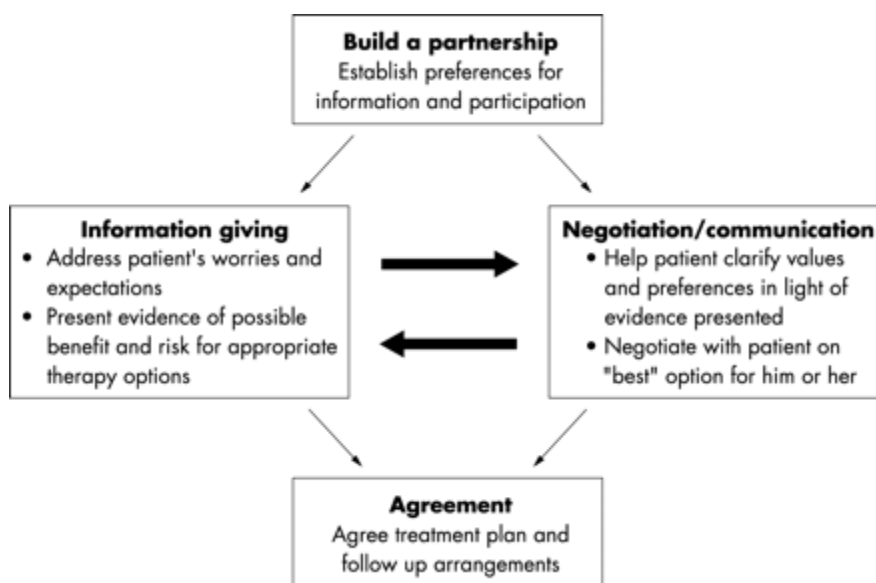 Build a partnership
Establish preferences for
information and participation
Information giving
• Address patient's worries and
expectations
• Present evidence of possible
benefit and risk for appropriate
therapy options
Negotiation/communication
• Help patient clarify values
and preferences in light of
evidence presented
• Negotiate with patient on
"best" option for him or her
Agreement
Agree treatment plan and
follow up arrangements